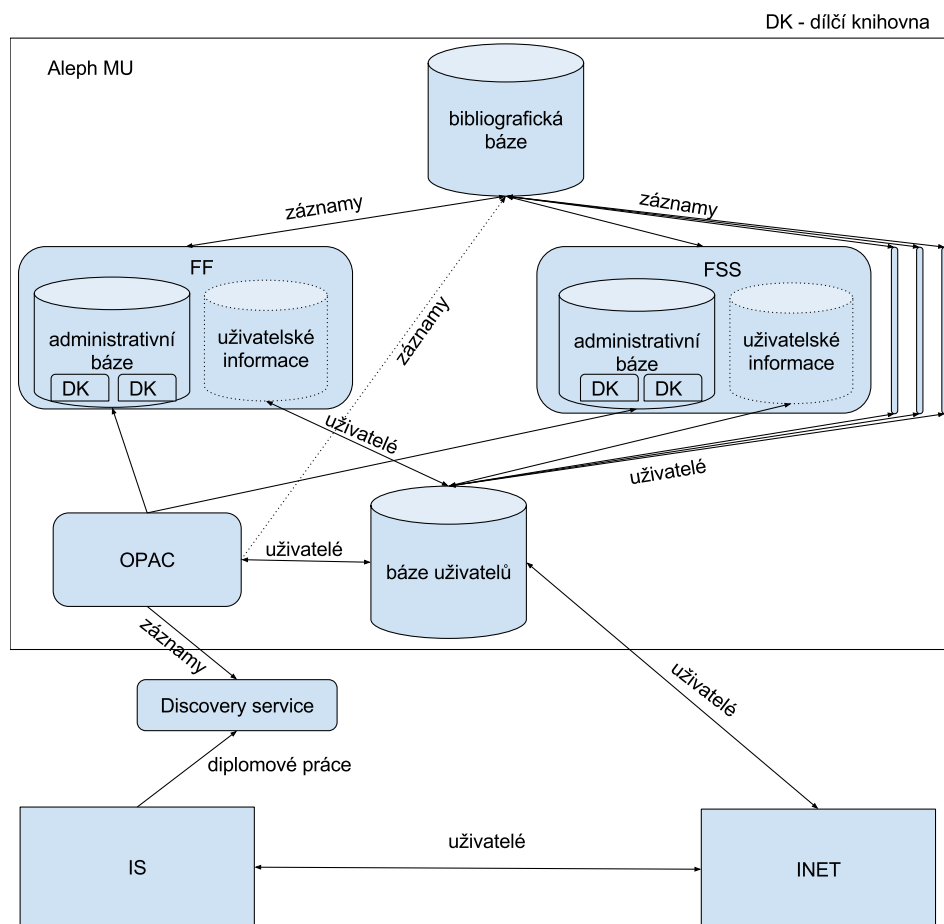 DK - dílčí knihovna
Aleph MU
bibliografická
báze
záznamy
záznamy
FF
administrativní
báze
DK
DK
uživatelské
informace
záznamy
FSS
administrativní
báze
DK
DK
uživatelské
informace
uživatelé
uživatelé
OPAC
uživatelé
báze uživatelů
záznamy
uživatelé
Discovery service
diplomové práce
IS
uživatelé
INET